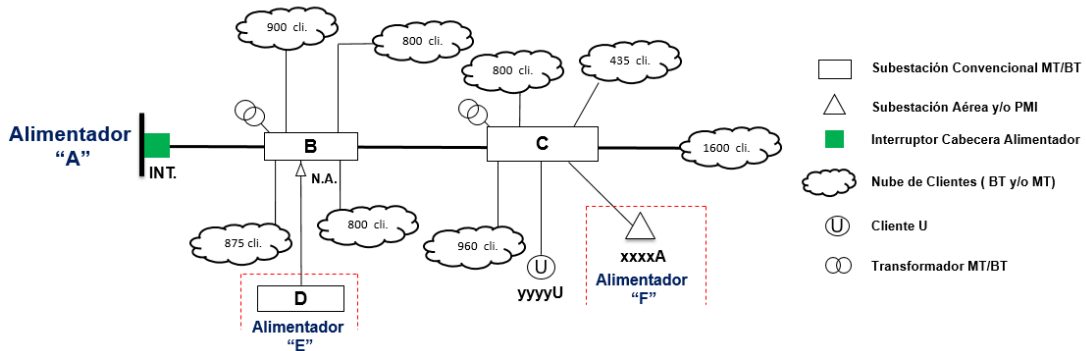 900 cli.
800 cli.
800 cli.
435 cli.
Alimentador
“A”
INT.
B
N.A.
C
1600 cli.
875 cli.
800 cli.
960 cli.
U
yyyyU
xxxxA
Alimentador
“F”
D
Alimentador
“E”
Subestación Convencional MT/BT
Subestación Aérea y/o PMI
Interruptor Cabecera Alimentador
Nube de Clientes ( BT y/o MT)
U
Cliente U
Transformador MT/BT